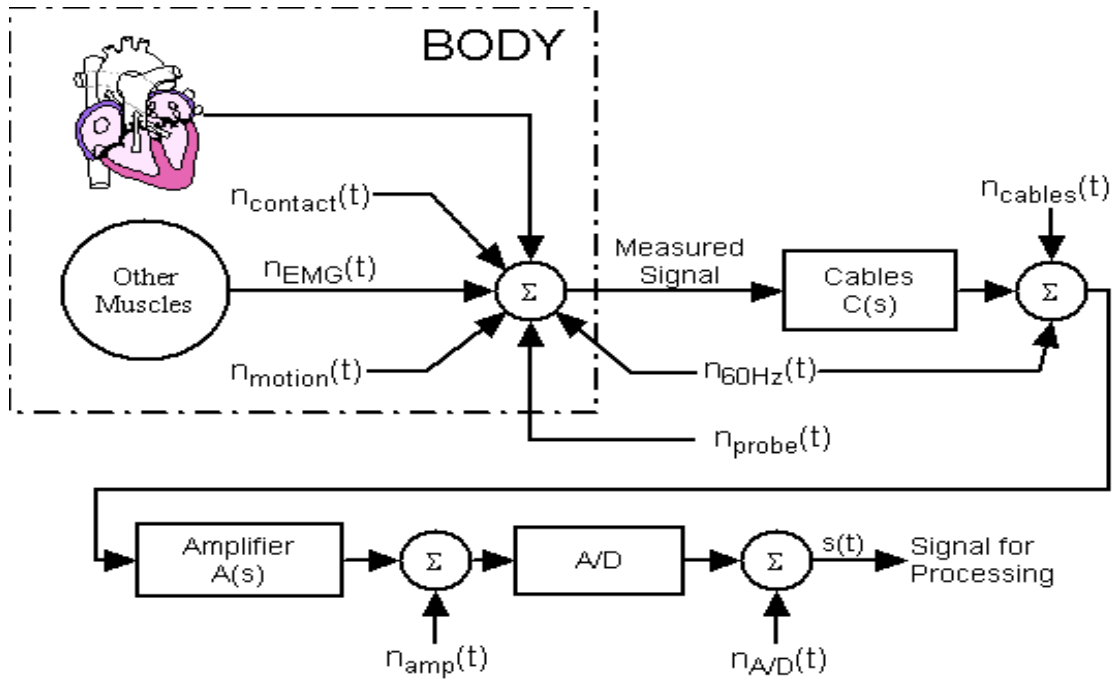 BODY
n_contact(t)
n_cables(t)
Other
Muscles
n_EMG(t)
Σ
Measured
Signal
Cables
C(s)
Σ
n_motion(t)
n_60Hz(t)
n_probe(t)
Amplifier
A(s)
Σ
A/D
Σ
s(t)
Signal for
Processing
n_amp(t)
n_A/D(t)